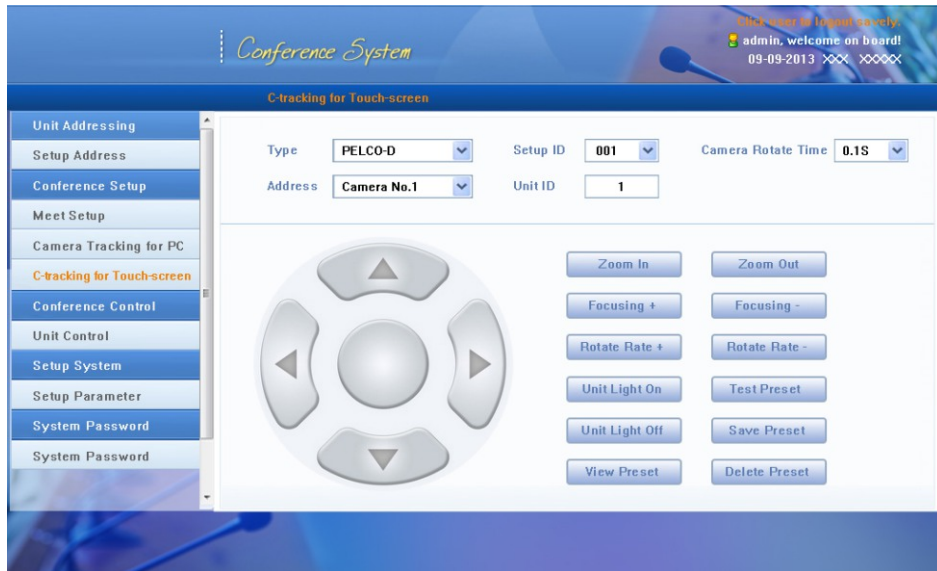 Click user to logout savely.
Conference System
admin, welcome on board!
09-09-2013 XXX XXXXX
C-tracking for Touch-screen
Unit Addressing
Setup Address
Conference Setup
Meet Setup
Camera Tracking for PC
C-tracking for Touch-screen
Conference Control
Unit Control
Setup System
Setup Parameter
System Password
System Password
Type PELCO-D Setup ID 001 Camera Rotate Time 0.1S
Address Camera No.1 Unit ID 1
Zoom In Zoom Out
Focusing + Focusing -
Rotate Rate + Rotate Rate -
Unit Light On Test Preset
Unit Light Off Save Preset
View Preset Delete Preset